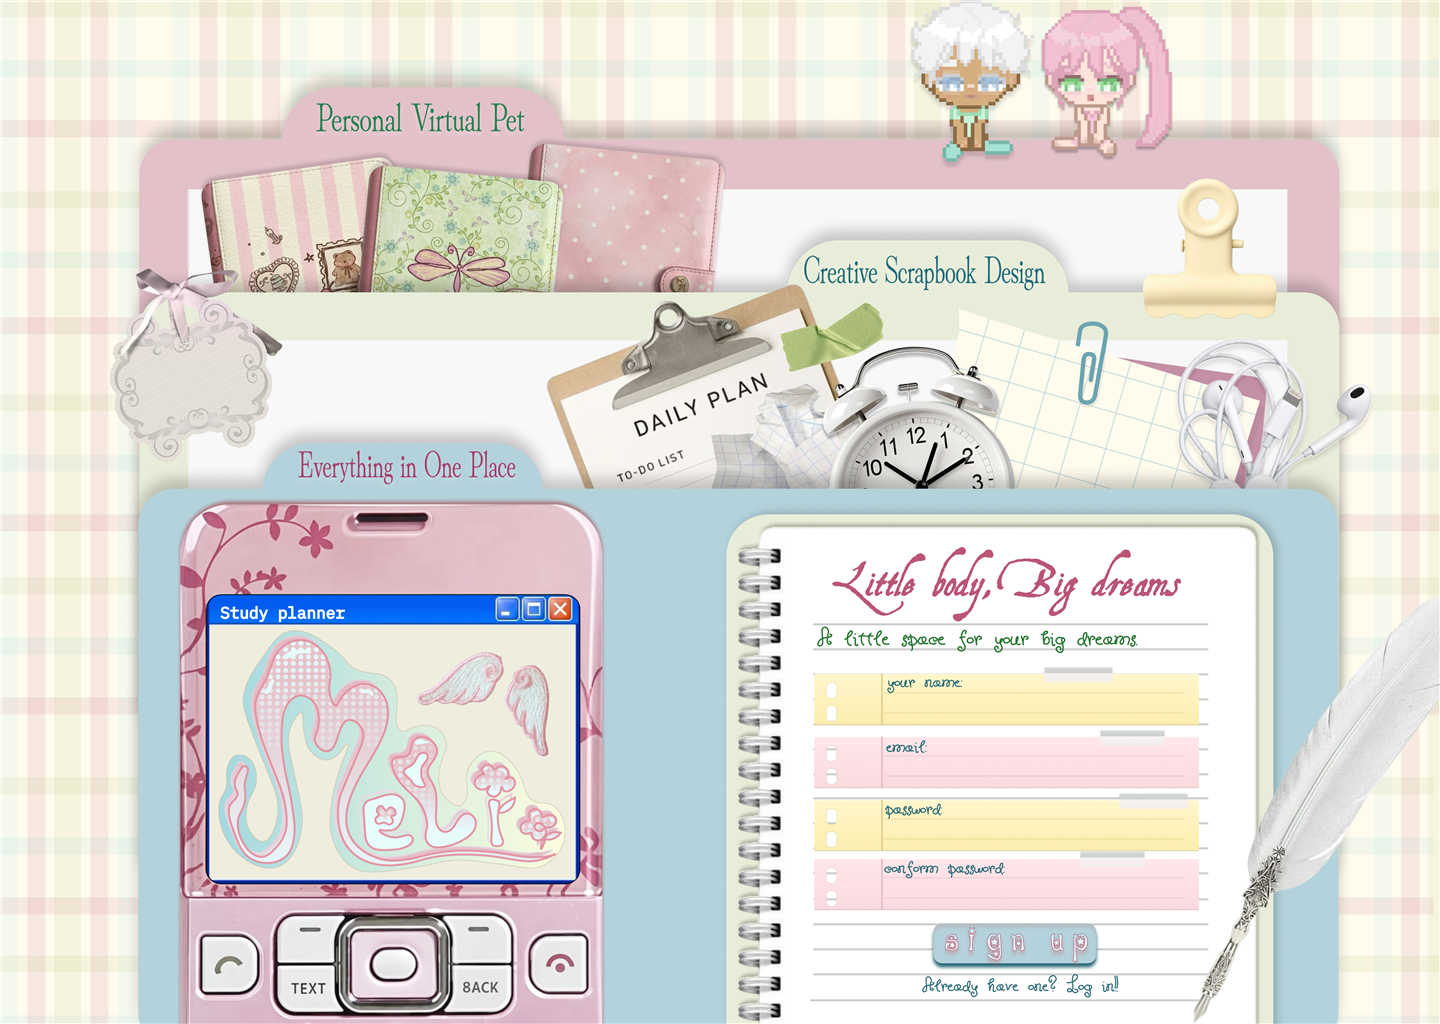 Personal Virtual Pet
Creative Scrapbook Design
DAILY PLAN
TO-DO LIST
12
1
2
3
11
10
Everything in One Place
Study planner
Meli
TEXT
BACK
Little body, Big dreams
A little space for your big dreams.
your name:
email:
password:
conform password:
sign up
Already have one? Log in!!